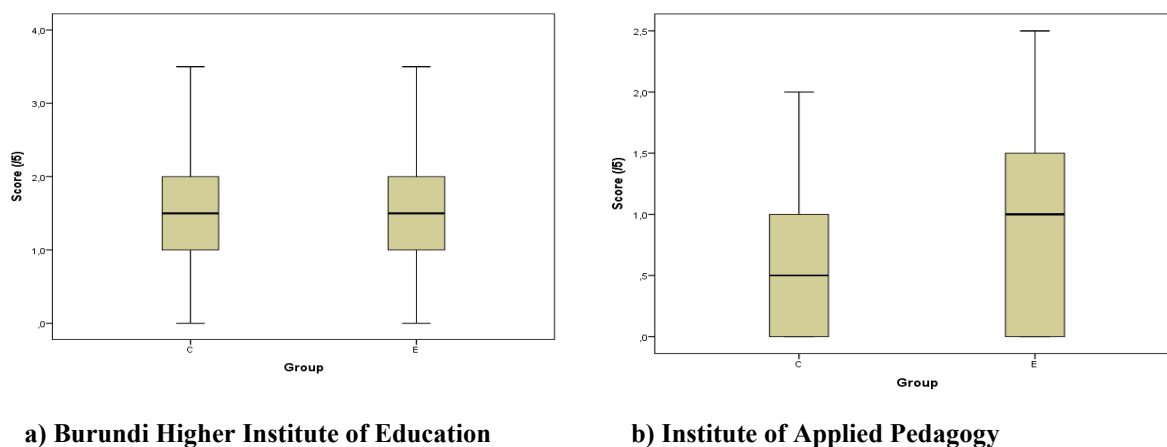 4,0
3,0
2,0
1,0
,0
Score (/5)
C
E
Group
2,5
2,0
1,5
1,0
,5
,0
Score (/5)
C
E
Group
a) Burundi Higher Institute of Education
b) Institute of Applied Pedagogy